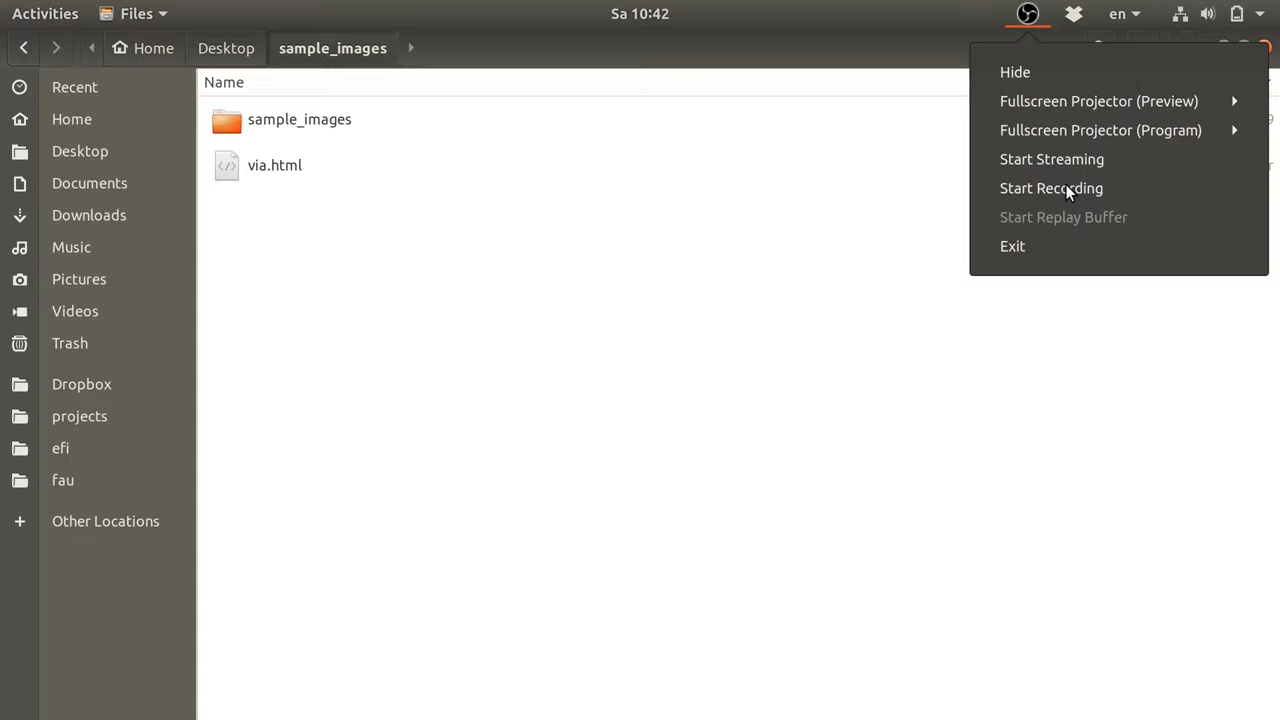 Activities Files Sa 10:42 en
Home Desktop sample_images
Name
Recent
Home
Desktop
Documents
Downloads
Music
Pictures
Videos
Trash
Dropbox
projects
efi
fau
Other Locations
sample_images
via.html
Hide
Fullscreen Projector (Preview)
Fullscreen Projector (Program)
Start Streaming
Start Recording
Start Replay Buffer
Exit